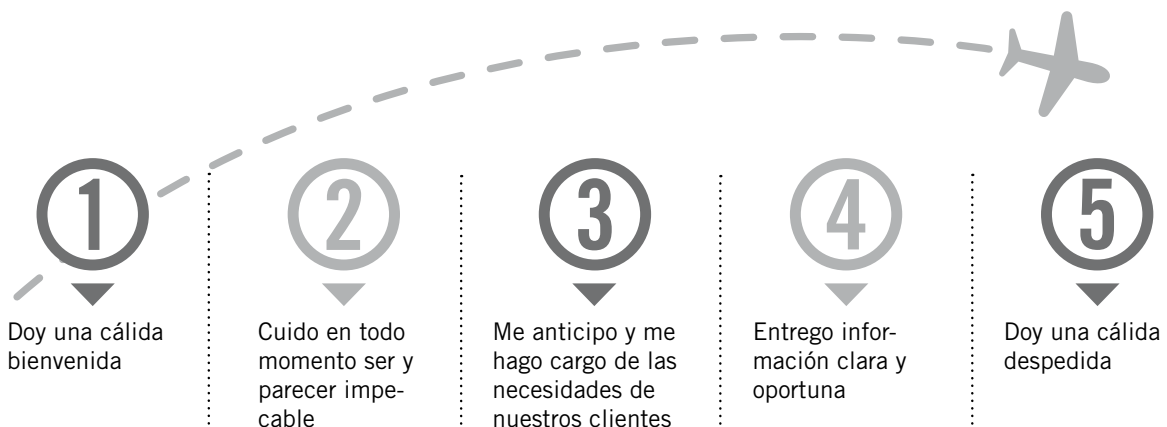 1
Doy una cálida
bienvenida
2
Cuido en todo
momento ser y
parecer impe-
cable
3
Me anticipo y me
hago cargo de las
necesidades de
nuestros clientes
4
Entrego infor-
mación clara y
oportuna
5
Doy una cálida
despedida